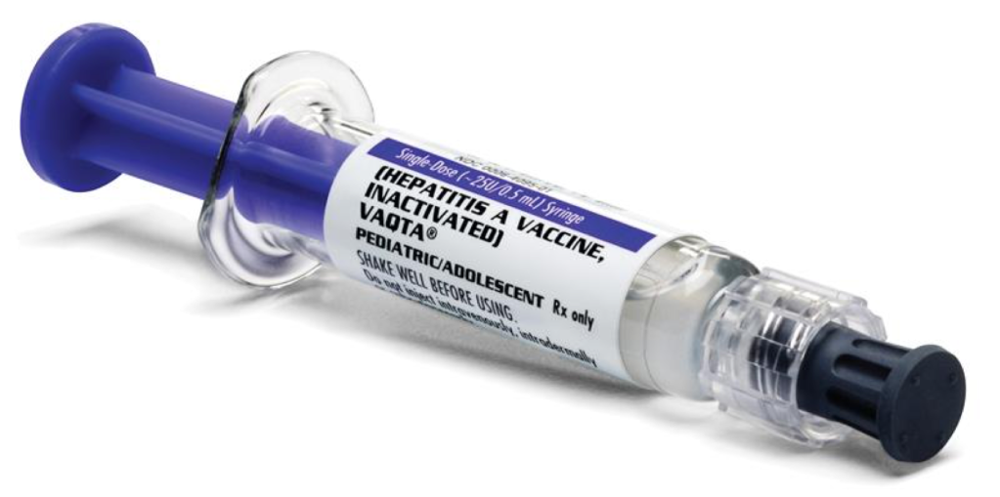 Single-Dose (~25U/0.5 mL) Syringe
(HEPATITIS A VACCINE,
INACTIVATED)
VAQTA®
PEDIATRIC/ADOLESCENT Rx only
SHAKE WELL BEFORE USING.
Do not inject intravenously, intradermally